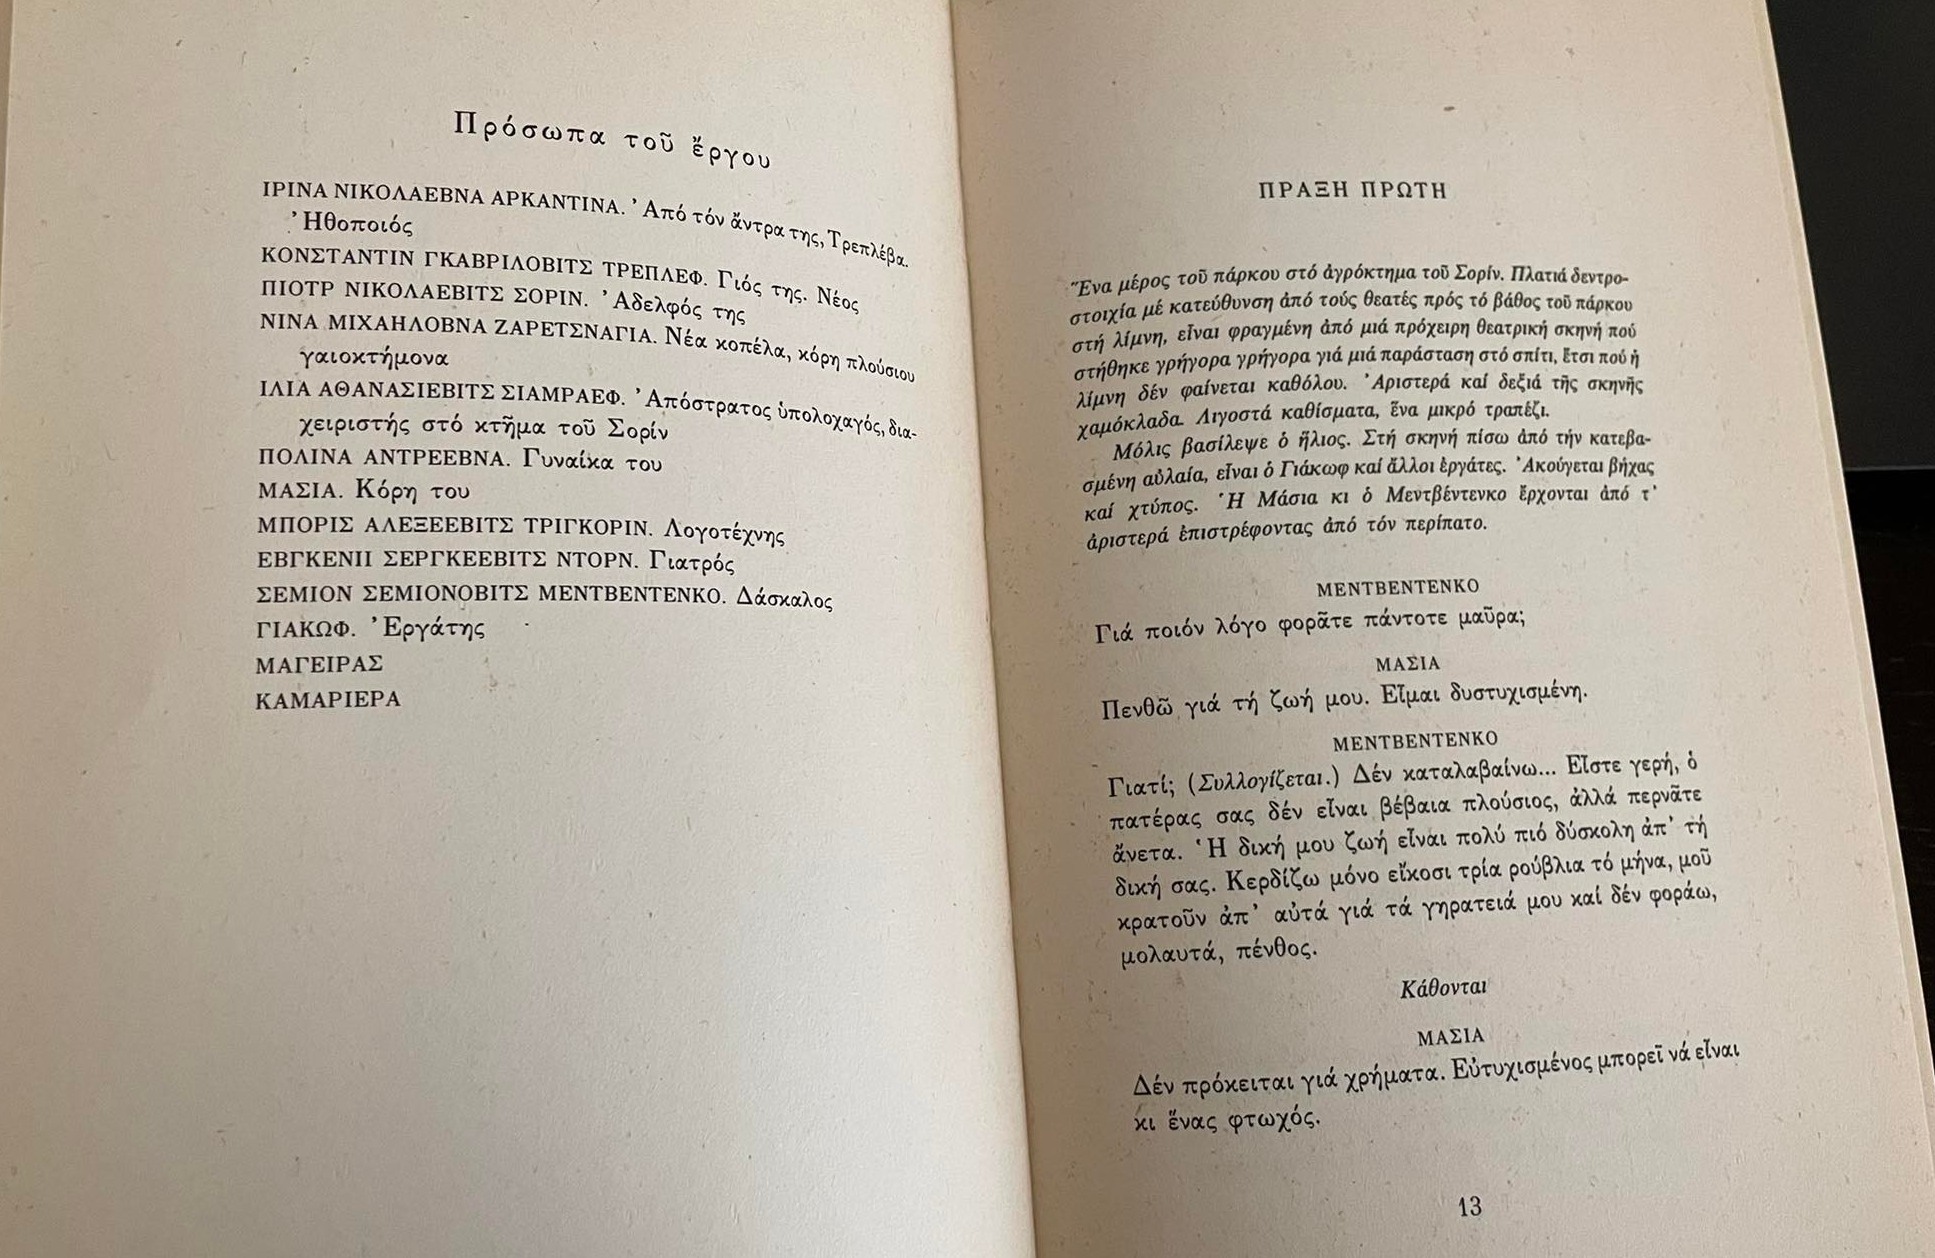 Πρόσωπα τοῦ ἔργου
ΙΡΙΝΑ ΝΙΚΟΛΑΕΒΝΑ ΑΡΚΑΝΤΙΝΑ. Ἀπό τόν ἄντρα της, Τρεπλέβα.
Ἠθοποιός
ΚΟΝΣΤΑΝΤΙΝ ΓΚΑΒΡΙΛΟΒΙΤΣ ΤΡΕΠΛΕΦ. Γιός της. Νέος
ΠΙΟΤΡ ΝΙΚΟΛΑΕΒΙΤΣ ΣΟΡΙΝ. Ἀδελφός της
ΝΙΝΑ ΜΙΧΑΗΛΟΒΝΑ ΖΑΡΕΤΣΝΑΓΙΑ. Νέα κοπέλα, κόρη πλούσιου
γαιοκτήμονα
ΙΛΙΑ ΑΘΑΝΑΣΙΕΒΙΤΣ ΣΙΑΜΡΑΕΦ. Ἀπόστρατος ὑπολοχαγός, δια-
χειριστής στό κτῆμα τοῦ Σορίν
ΠΟΛΙΝΑ ΑΝΤΡΕΕΒΝΑ. Γυναίκα του
ΜΑΣΙΑ. Κόρη του
ΜΠΟΡΙΣ ΑΛΕΞΕΕΒΙΤΣ ΤΡΙΓΚΟΡΙΝ. Λογοτέχνης
ΕΒΓΚΕΝΙΙ ΣΕΡΓΚΕΕΒΙΤΣ ΝΤΟΡΝ. Γιατρός
ΣΕΜΙΟΝ ΣΕΜΙΟΝΟΒΙΤΣ ΜΕΝΤΒΕΝΤΕΝΚΟ. Δάσκαλος
ΓΙΑΚΩΦ. Ἐργάτης
ΜΑΓΕΙΡΑΣ
ΚΑΜΑΡΙΕΡΑ
ΠΡΑΞΗ ΠΡΩΤΗ
Ἕνα μέρος τοῦ πάρκου στό ἀγρόκτημα τοῦ Σορίν. Πλατιά δεντρο-
στοιχία μέ κατεύθυνση ἀπό τούς θεατές πρός τό βάθος τοῦ πάρκου
στή λίμνη, εἶναι φραγμένη ἀπό μιά πρόχειρη θεατρική σκηνή πού
στήθηκε γρήγορα γρήγορα γιά μιά παράσταση στό σπίτι, ἔτσι πού ἡ
λίμνη δέν φαίνεται καθόλου. Ἀριστερά καί δεξιά τῆς σκηνῆς
χαμόκλαδα. Λιγοστά καθίσματα, ἕνα μικρό τραπέζι.
Μόλις βασίλεψε ὁ ἥλιος. Στή σκηνή πίσω ἀπό τήν κατεβα-
σμένη αὐλαία, εἶναι ὁ Γιάκωφ καί ἄλλοι ἐργάτες. Ἀκούγεται βήχας
καί χτύπος. Ἡ Μάσια κι ὁ Μεντβέντενκο ἔρχονται ἀπό τ'
ἀριστερά ἐπιστρέφοντας ἀπό τόν περίπατο.
ΜΕΝΤΒΕΝΤΕΝΚΟ
Γιά ποιόν λόγο φορᾶτε πάντοτε μαῦρα;
ΜΑΣΙΑ
Πενθῶ γιά τή ζωή μου. Εἶμαι δυστυχισμένη.
ΜΕΝΤΒΕΝΤΕΝΚΟ
Γιατί; (Συλλογίζεται.) Δέν καταλαβαίνω... Εἶστε γερή, ὁ
πατέρας σας δέν εἶναι βέβαια πλούσιος, ἀλλά περνᾶτε
ἄνετα. Ἡ δική μου ζωή εἶναι πολύ πιό δύσκολη ἀπ' τή
δική σας. Κερδίζω μόνο εἴκοσι τρία ρούβλια τό μήνα, μοῦ
κρατοῦν ἀπ' αὐτά γιά τά γηρατειά μου καί δέν φοράω,
μολαυτά, πένθος.
Κάθονται
ΜΑΣΙΑ
Δέν πρόκειται γιά χρήματα. Εὐτυχισμένος μπορεῖ νά εἶναι
κι ἕνας φτωχός.
13